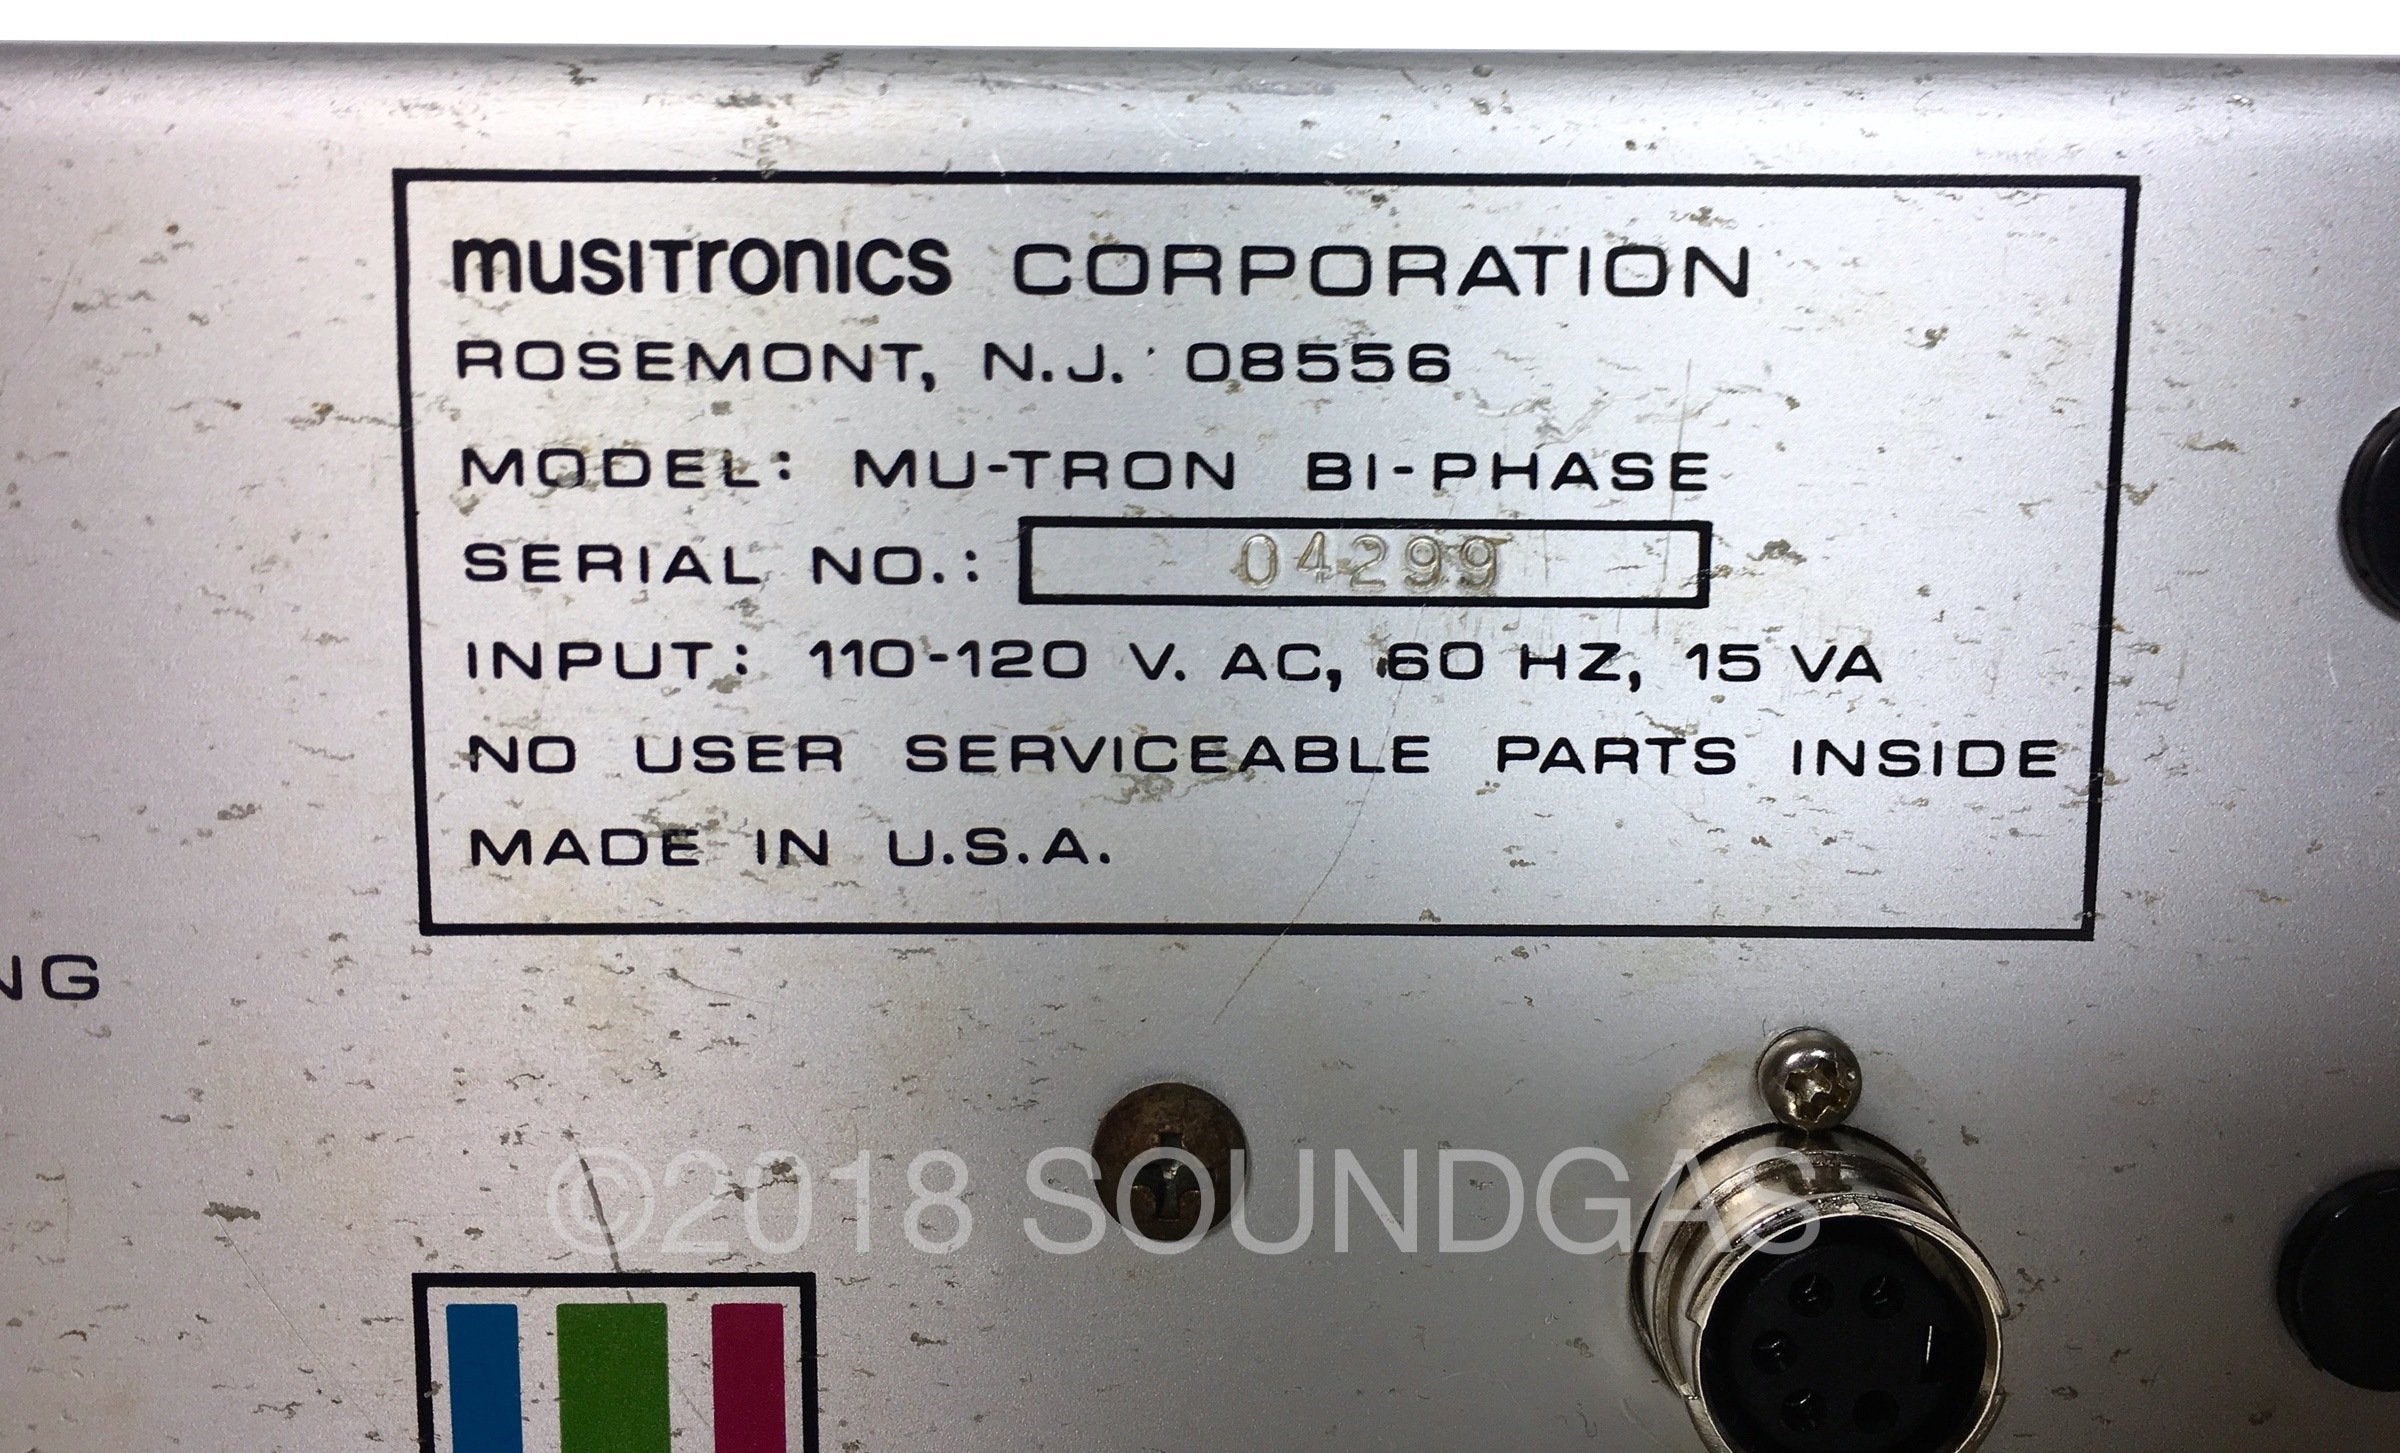 musiTronics CORPORATION
ROSEMONT, N.J. 08556
MODEL: MU-TRON BI-PHASE
SERIAL NO.: 04299
INPUT: 110-120 V. AC, 60 HZ, 15 VA
NO USER SERVICEABLE PARTS INSIDE
MADE IN U.S.A.
NG
©2018 SOUNDGAS